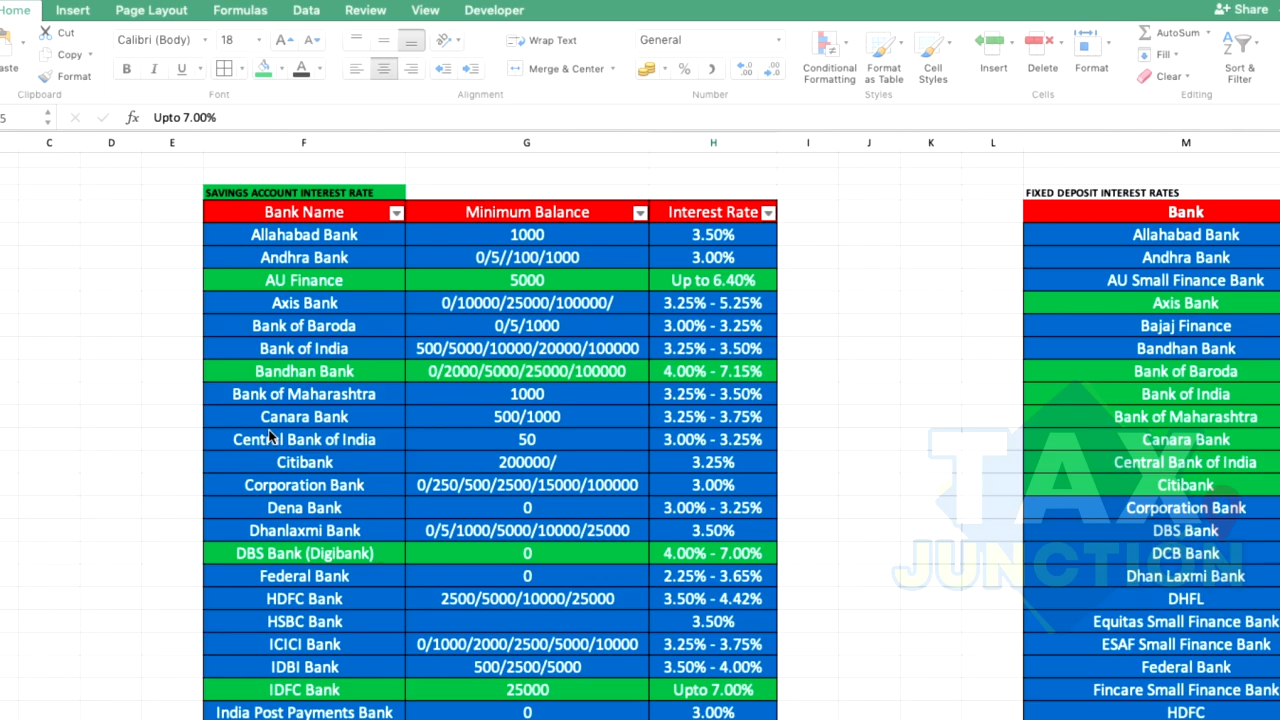 Home Insert Page Layout Formulas Data Review View Developer Share
Cut Calibri (Body) 18 Wrap Text General AutoSum
Copy Fill
Format Merge & Center Conditional Formatting Format as Table Cell Styles Insert Delete Format Clear Sort & Filter
Clipboard Font Alignment Number Styles Cells Editing
5 fx Upto 7.00%
C D E F G H I J K L M
SAVINGS ACCOUNT INTEREST RATE FIXED DEPOSIT INTEREST RATES
Bank Name Minimum Balance Interest Rate Bank
Allahabad Bank 1000 3.50% Allahabad Bank
Andhra Bank 0/5//100/1000 3.00% Andhra Bank
AU Finance 5000 Up to 6.40% AU Small Finance Bank
Axis Bank 0/10000/25000/100000/ 3.25% - 5.25% Axis Bank
Bank of Baroda 0/5/1000 3.00% - 3.25% Bajaj Finance
Bank of India 500/5000/10000/20000/100000 3.25% - 3.50% Bandhan Bank
Bandhan Bank 0/2000/5000/25000/100000 4.00% - 7.15% Bank of Baroda
Bank of Maharashtra 1000 3.25% - 3.50% Bank of India
Canara Bank 500/1000 3.25% - 3.75% Bank of Maharashtra
Central Bank of India 50 3.00% - 3.25% Canara Bank
Citibank 200000/ 3.25% Central Bank of India
Corporation Bank 0/250/500/2500/15000/100000 3.00% Citibank
Dena Bank 0 3.00% - 3.25% Corporation Bank
Dhanlaxmi Bank 0/5/1000/5000/10000/25000 3.50% DBS Bank
DBS Bank (Digibank) 0 4.00% - 7.00% DCB Bank
Federal Bank 0 2.25% - 3.65% Dhan Laxmi Bank
HDFC Bank 2500/5000/10000/25000 3.50% - 4.42% DHFL
HSBC Bank 3.50% Equitas Small Finance Bank
ICICI Bank 0/1000/2000/2500/5000/10000 3.25% - 3.75% ESAF Small Finance Bank
IDBI Bank 500/2500/5000 3.50% - 4.00% Federal Bank
IDFC Bank 25000 Upto 7.00% Fincare Small Finance Bank
India Post Payments Bank 0 3.00% HDFC
TAX
JUNCTION